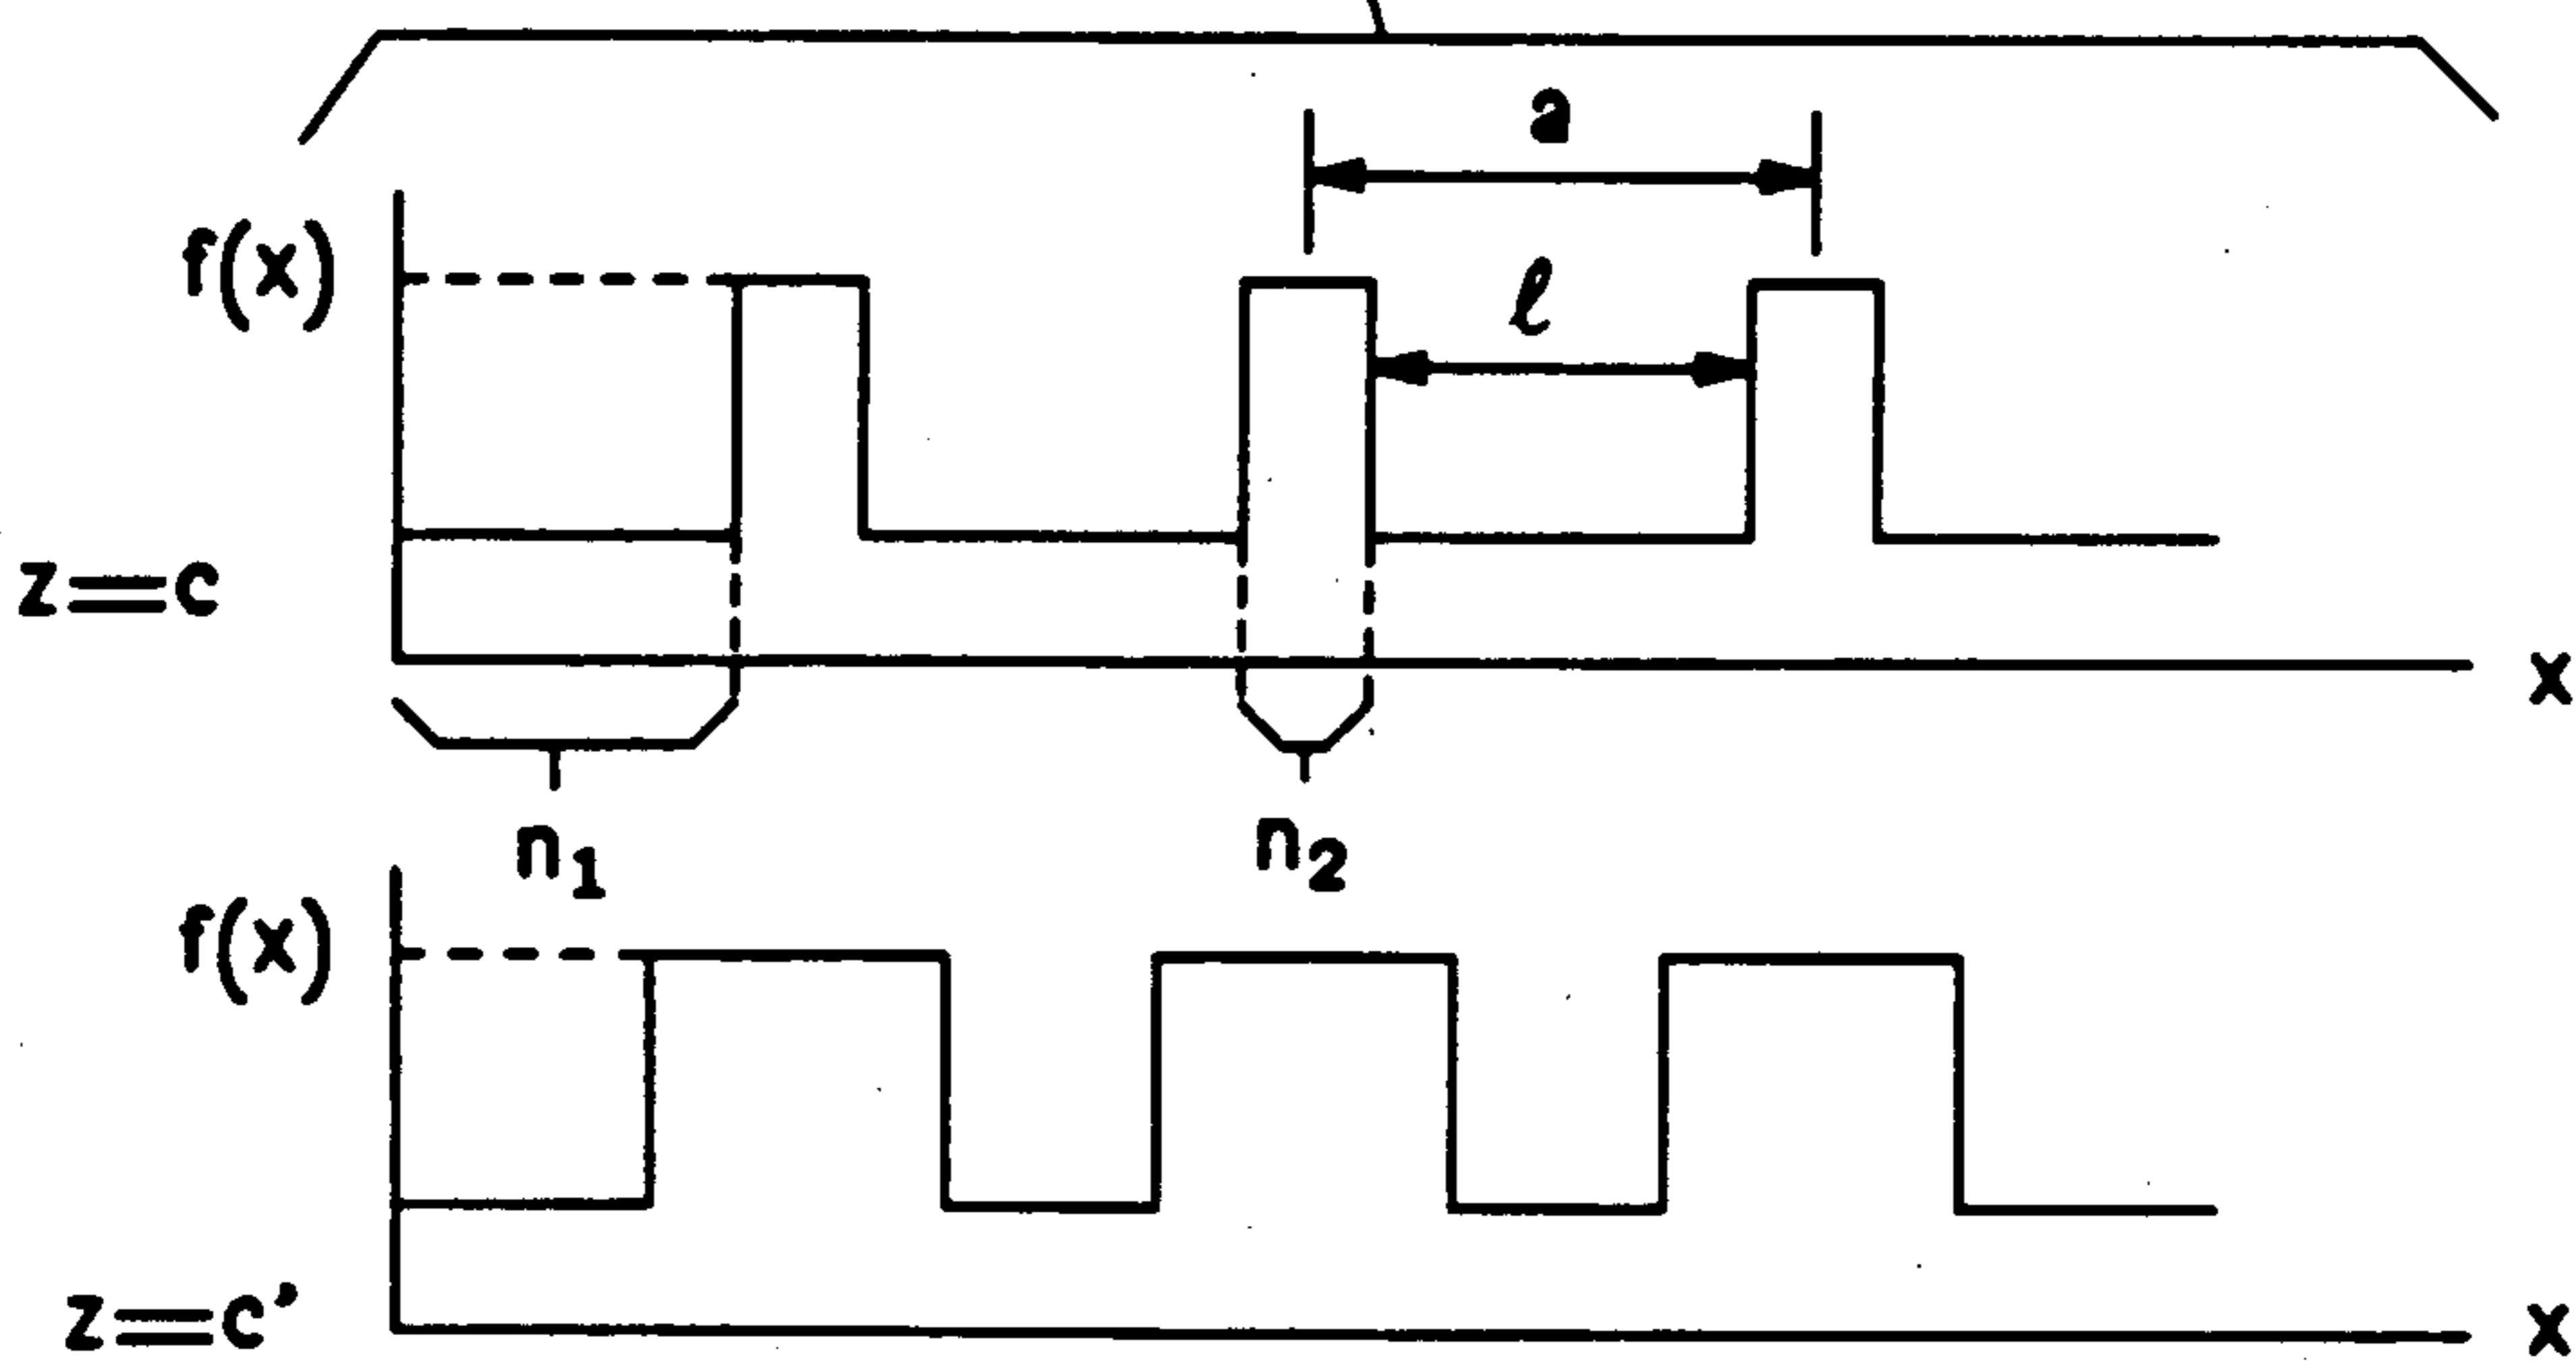 a
f(x)
ℓ
z=c
x
n₁
n₂
f(x)
z=c'
x